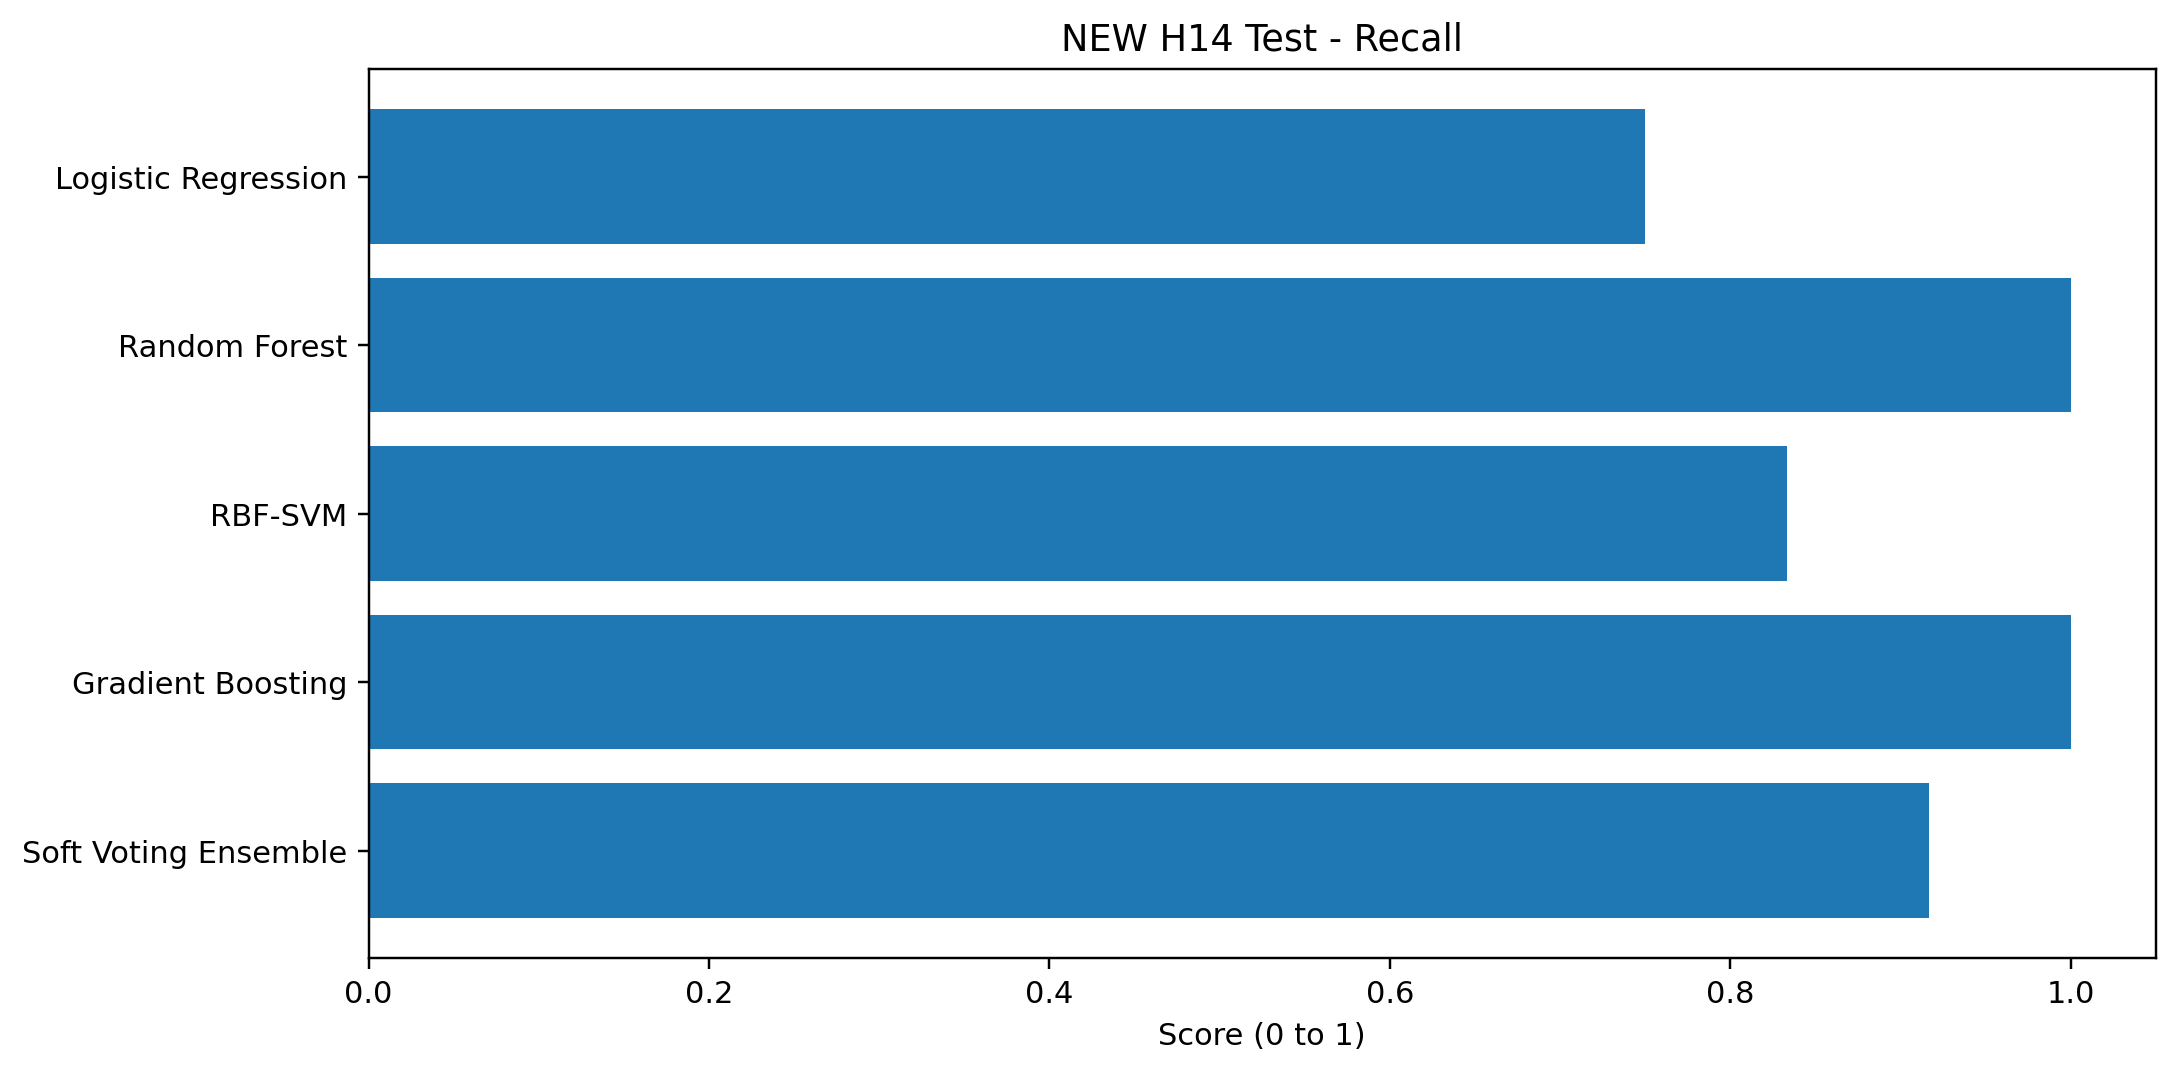 NEW H14 Test - Recall
Logistic Regression
Random Forest
RBF-SVM
Gradient Boosting
Soft Voting Ensemble
0.0 0.2 0.4 0.6 0.8 1.0
Score (0 to 1)